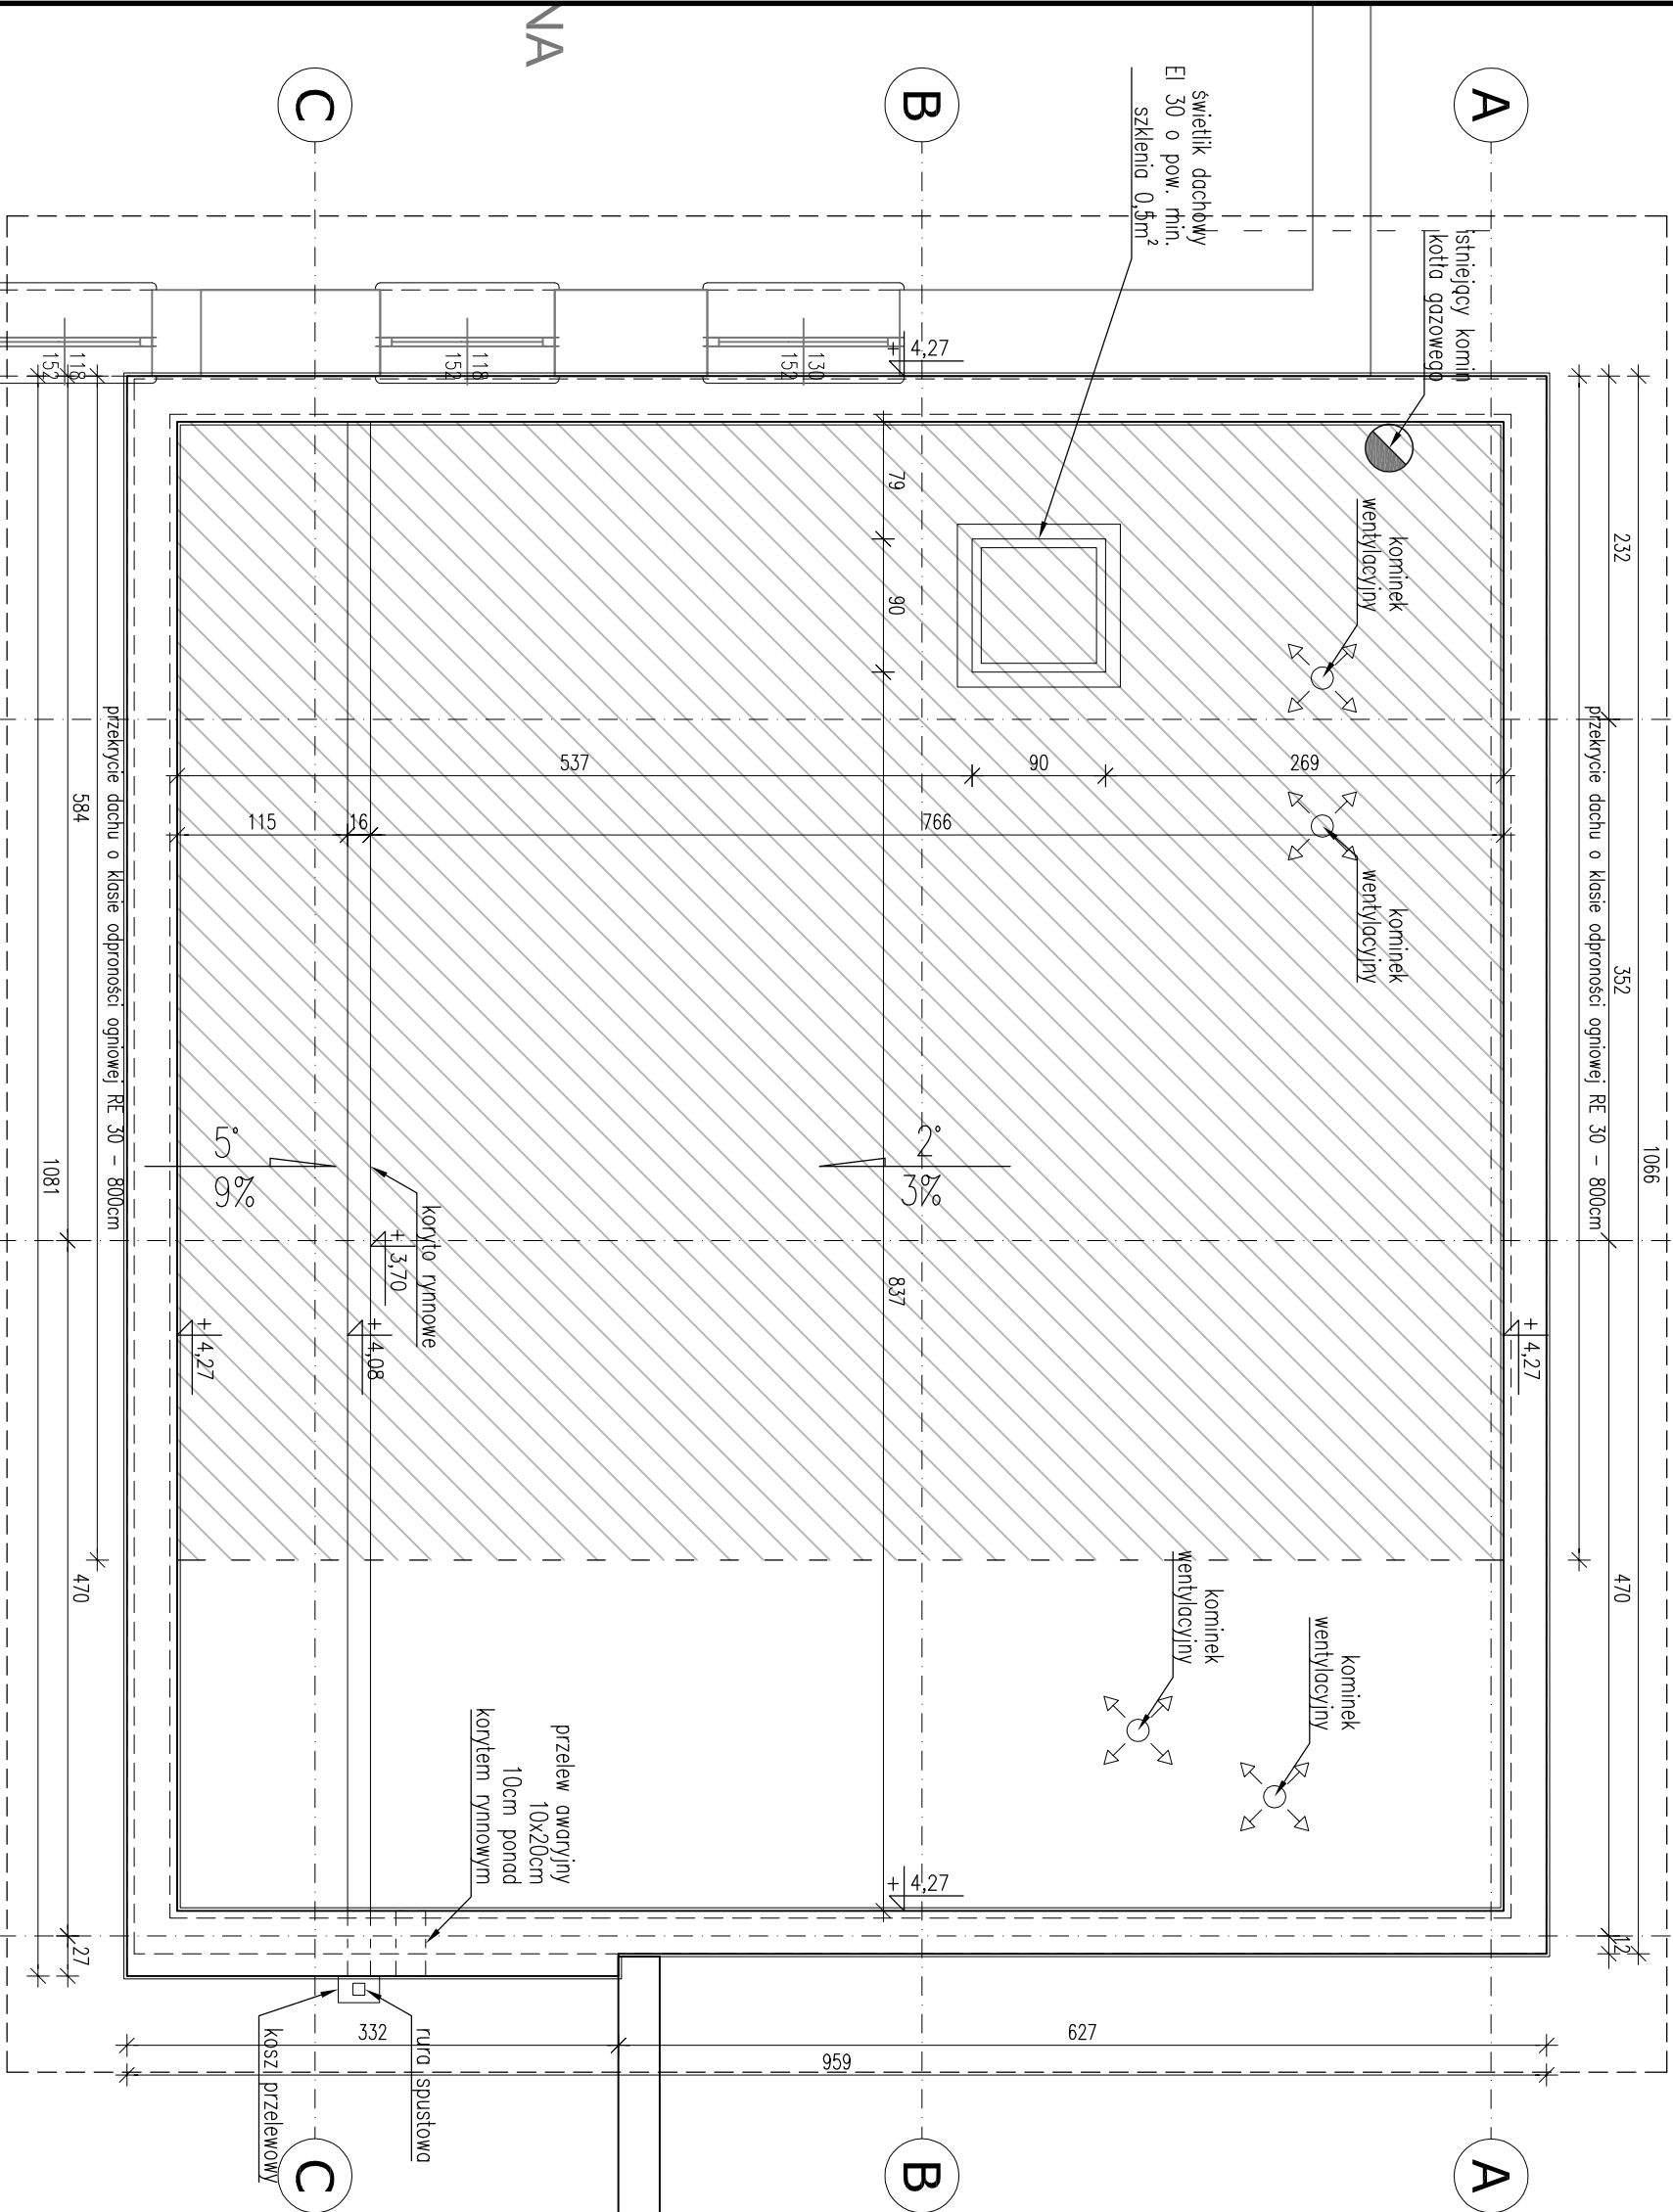 NA
C
B
A
świetlik dachowy
EI 30 o pow. min.
szklenia 0,5m²
istniejący komin
kotła gazowego
118
152
118
152
130
152
+ 4,27
79
90
837
kominek
wentylacyjny
kominek
wentylacyjny
232
352
470
12
1066
przekrycie dachu o klasie odproności ogniowej RE 30 - 800cm
537
90
269
115
16
766
przekrycie dachu o klasie odproności ogniowej RE 30 - 800cm
584
470
27
1081
5°
9%
2°
3%
koryto rynnowe
+ 3,70
+ 4,08
+ 4,27
+ 4,27
kominek
wentylacyjny
kominek
wentylacyjny
przelew awaryjny
10x20cm
10cm ponad
korytem rynnowym
+ 4,27
rura spustowa
kosz przelewowy
332
627
959
C
B
A